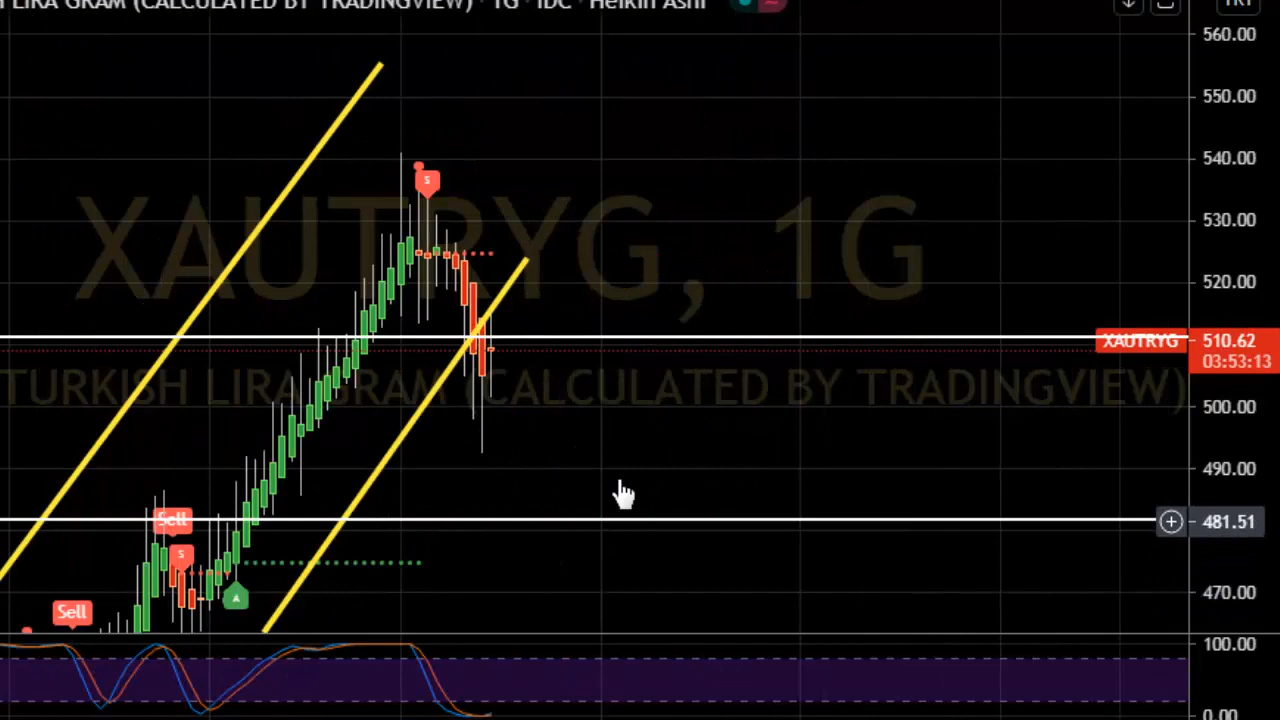 LIRA GRAM (CALCULATED BY TRADINGVIEW) · 1G · IDC · Heikin Ashi
TRY
560.00
550.00
540.00
S
530.00
XAUTRYG, 1G
520.00
XAUTRYG 510.62
03:53:13
TURKISH LIRA GRAM (CALCULATED BY TRADINGVIEW)
500.00
490.00
Sell
481.51
S
470.00
Sell
100.00
0.00